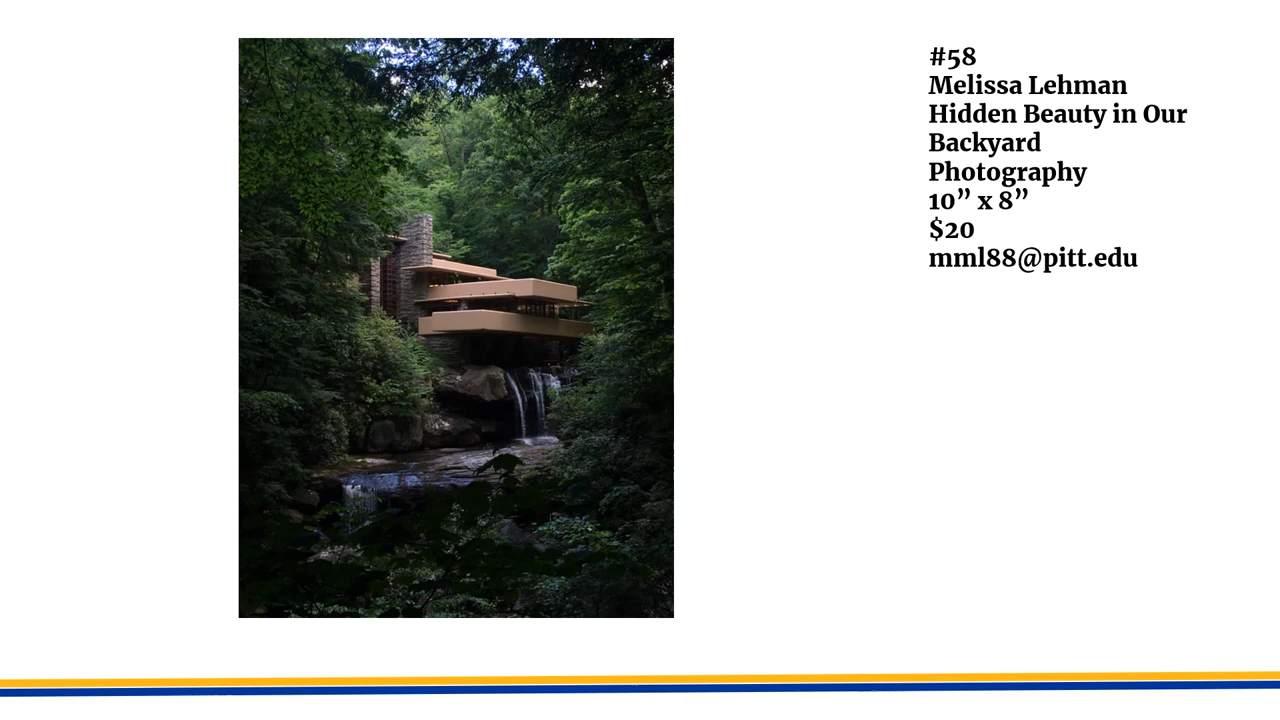 #58
Melissa Lehman
Hidden Beauty in Our
Backyard
Photography
10” x 8”
$20
mml88@pitt.edu